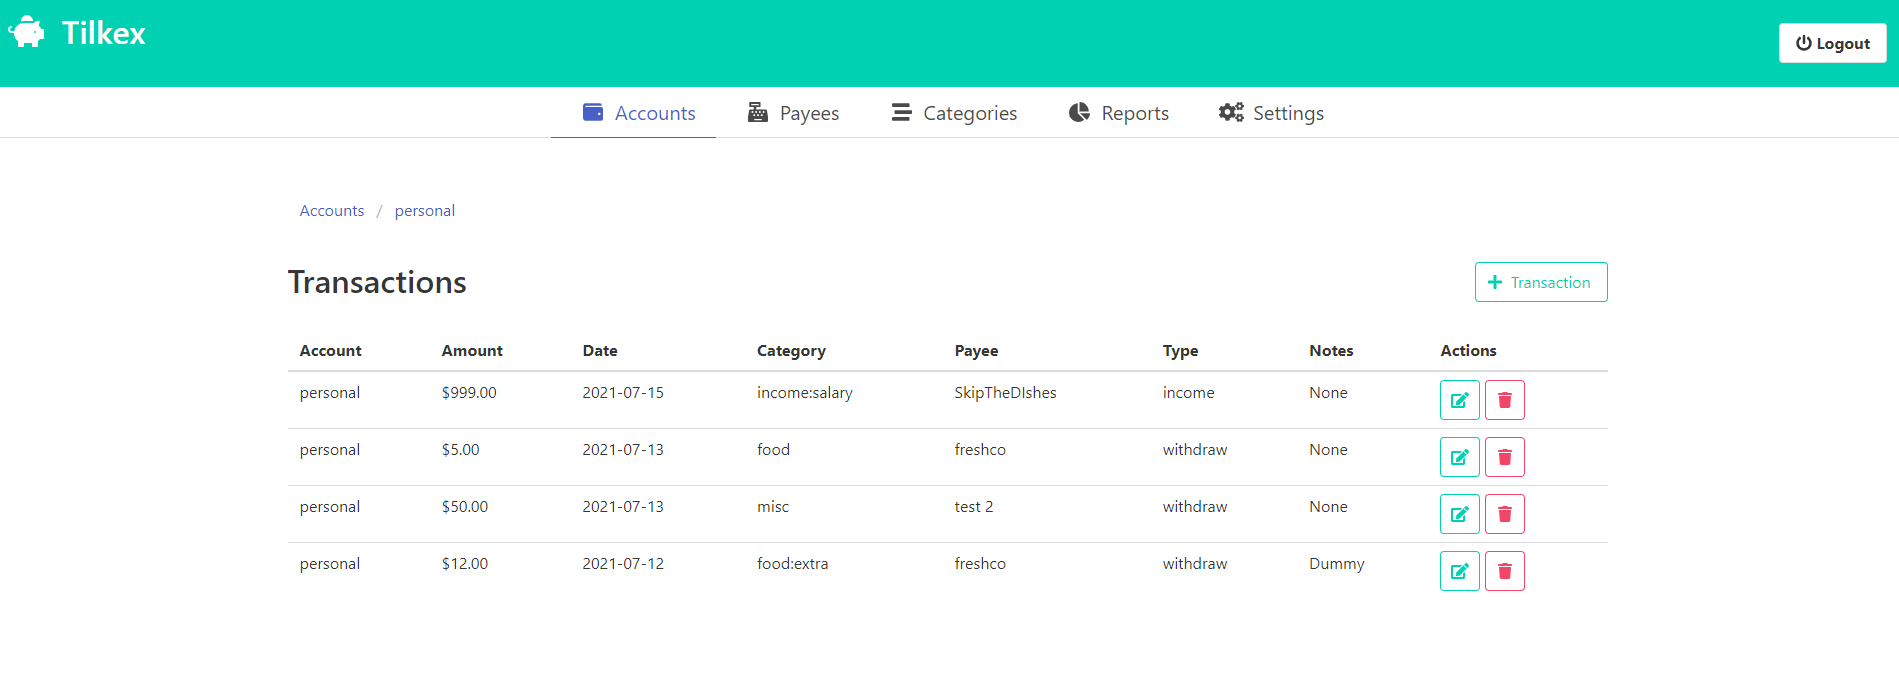 Tilkex
Logout
Accounts Payees Categories Reports Settings
Accounts / personal
Transactions
Transaction
Account Amount Date Category Payee Type Notes Actions
personal $999.00 2021-07-15 income:salary SkipTheDIshes income None
personal $5.00 2021-07-13 food freshco withdraw None
personal $50.00 2021-07-13 misc test 2 withdraw None
personal $12.00 2021-07-12 food:extra freshco withdraw Dummy